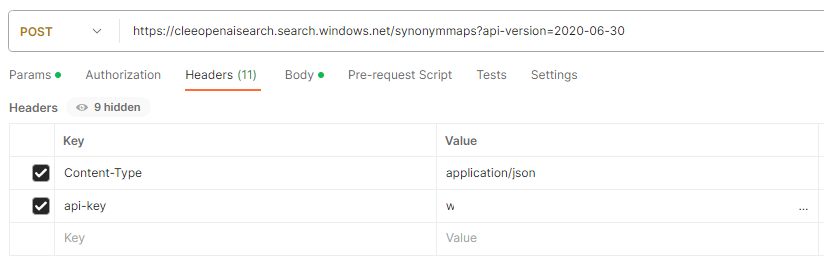 POST https://cleeopenaisearch.search.windows.net/synonymmaps?api-version=2020-06-30
Params Authorization Headers (11) Body Pre-request Script Tests Settings
Headers 9 hidden
Key Value
Content-Type application/json
api-key w ...
Key Value